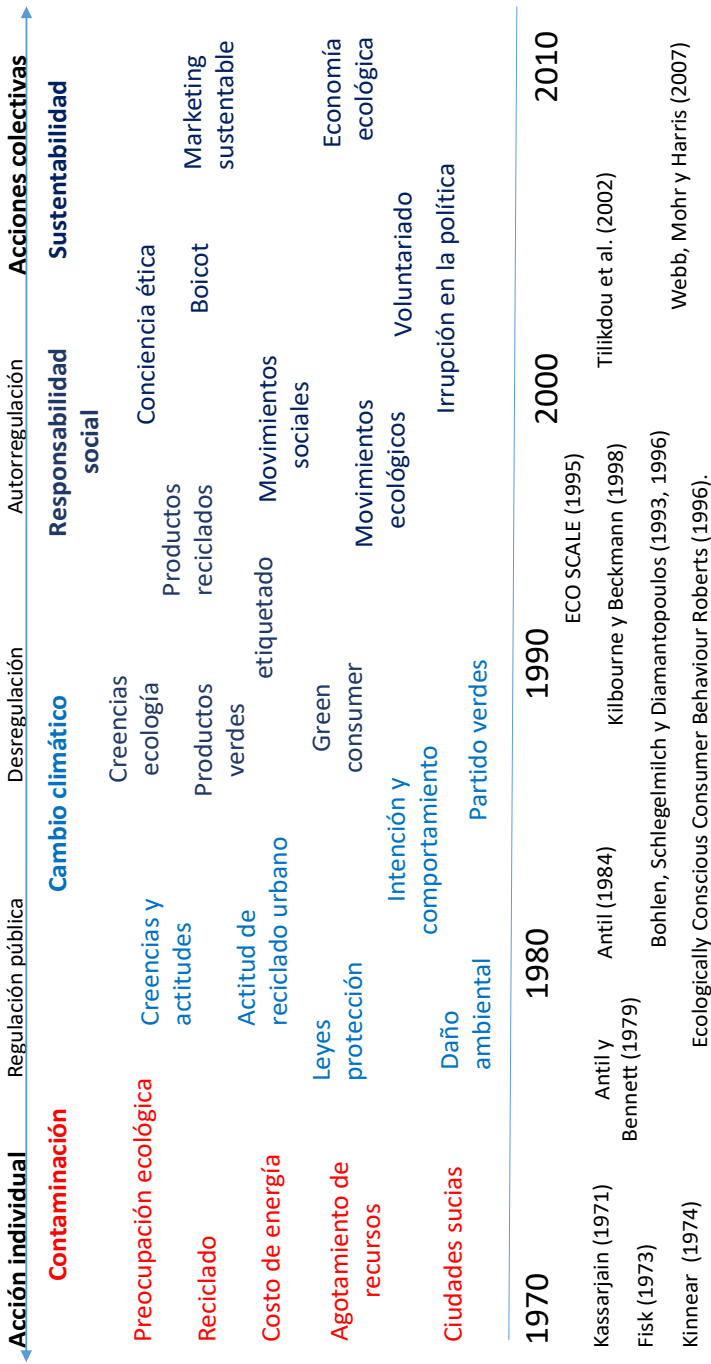 Acción individual
Regulación pública
Desregulación
Autorregulación
Acciones colectivas
Contaminación
Cambio climático
Responsabilidad
social
Sustentabilidad
Preocupación ecológica
Creencias y
actitudes
Creencias
ecología
Productos
reciclados
Conciencia ética
Reciclado
Productos
verdes
Boicot
Marketing
sustentable
Costo de energía
Actitud de
reciclado urbano
etiquetado
Movimientos
sociales
Agotamiento de
recursos
Leyes
protección
Green
consumer
Movimientos
ecológicos
Economía
ecológica
Intención y
comportamiento
Voluntariado
Ciudades sucias
Daño
ambiental
Partido verdes
Irrupción en la política
1970
1980
1990
2000
2010
ECO SCALE (1995)
Kassarjain (1971)
Antil y
Bennett (1979)
Antil (1984)
Kilbourne y Beckmann (1998)
Tilikdou et al. (2002)
Fisk (1973)
Bohlen, Schlegelmilch y Diamantopoulos (1993, 1996)
Kinnear (1974)
Ecologically Conscious Consumer Behaviour Roberts (1996).
Webb, Mohr y Harris (2007)